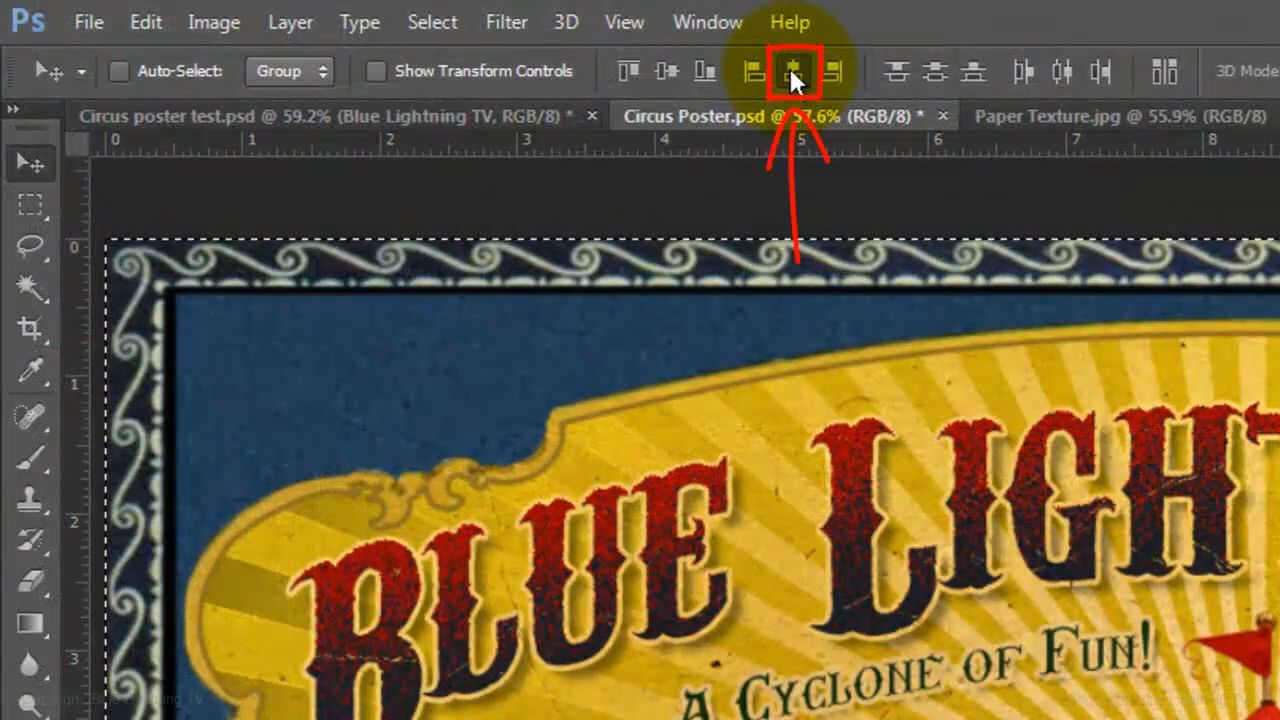 Ps File Edit Image Layer Type Select Filter 3D View Window Help
Auto-Select: Group Show Transform Controls 3D Mode
Circus poster test.psd @ 59.2% (Blue Lightning TV, RGB/8) * × Circus Poster.psd @ 57.6% (RGB/8) * × Paper Texture.jpg @ 55.9% (RGB/8)
0 1 2 3 4 5 6 7 8
0
1
2
3
BLUE LIGHT
A CYCLONE OF FUN!